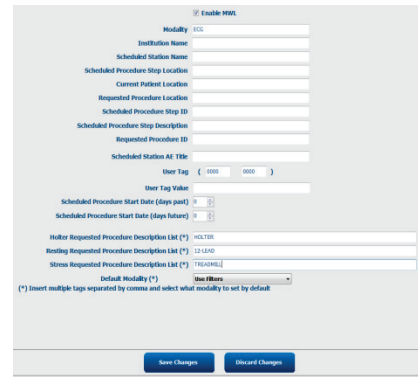 Enable MWL
Modality ECG
Institution Name
Scheduled Station Name
Scheduled Procedure Step Location
Current Patient Location
Requested Procedure Location
Scheduled Procedure Step ID
Scheduled Procedure Step Description
Requested Procedure ID
Scheduled Station AE Title
User Tag ( 0000 0000 )
User Tag Value
Scheduled Procedure Start Date (days past) 0
Scheduled Procedure Start Date (days future) 0
Holter Requested Procedure Description List (*) HOLTER
Resting Requested Procedure Description List (*) 12-LEAD
Stress Requested Procedure Description List (*) TREADMILL
Default Modality (*) Use Filters
(*) Insert multiple tags separated by comma and select what modality to set by default
Save Changes Discard Changes